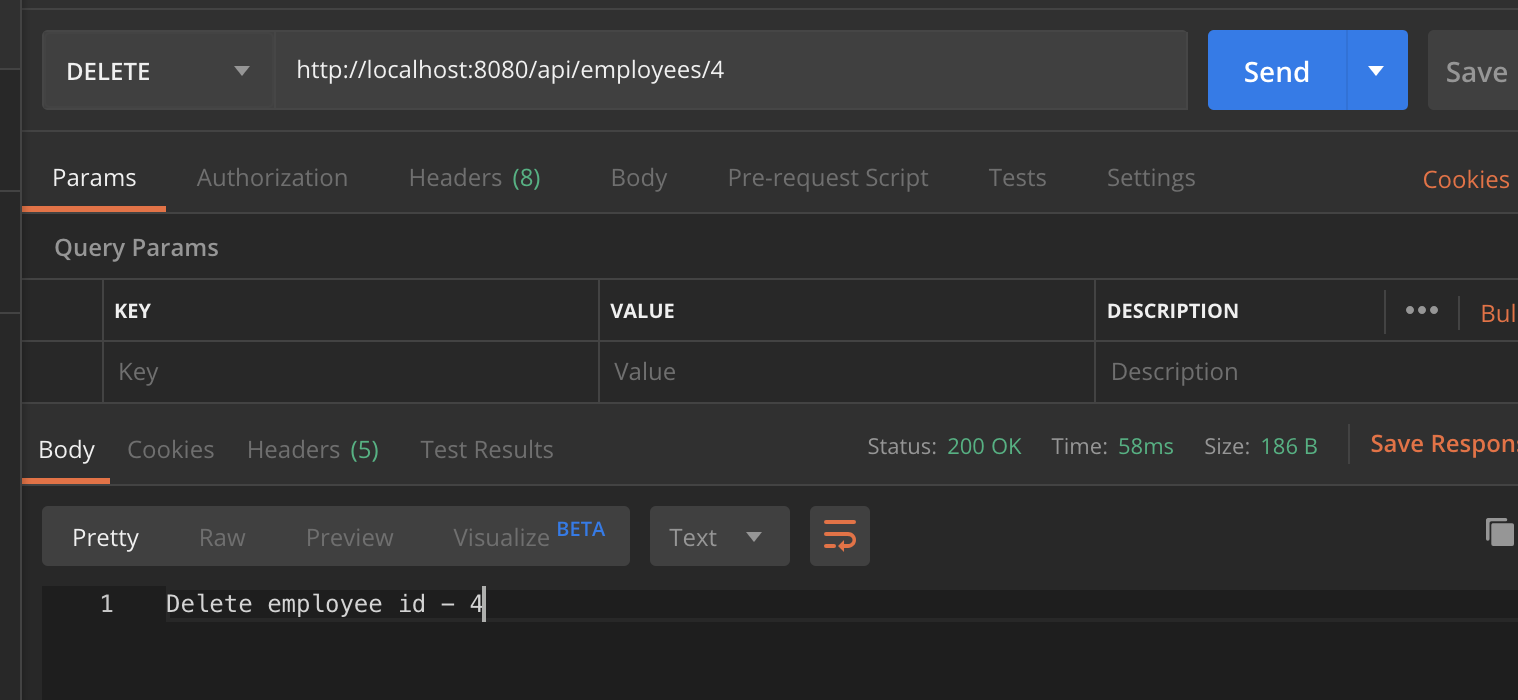 DELETE http://localhost:8080/api/employees/4 Send Save
Params Authorization Headers (8) Body Pre-request Script Tests Settings Cookies
Query Params
KEY VALUE DESCRIPTION ••• Bul
Key Value Description
Body Cookies Headers (5) Test Results Status: 200 OK Time: 58ms Size: 186 B Save Respon
Pretty Raw Preview Visualize BETA Text
1 Delete employee id - 4